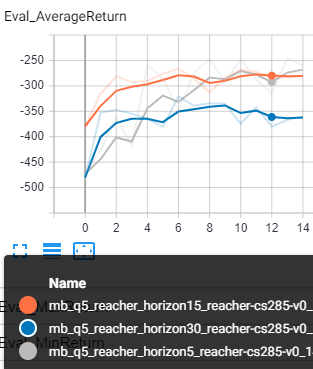 Eval_AverageReturn
-250
-300
-350
-400
-450
-500
0 2 4 6 8 10 12 14
Name
mb_q5_reacher_horizon15_reacher-cs285-v0_
mb_q5_reacher_horizon30_reacher-cs285-v0_
Eval_MinReturn
mb_q5_reacher_horizon5_reacher-cs285-v0_1